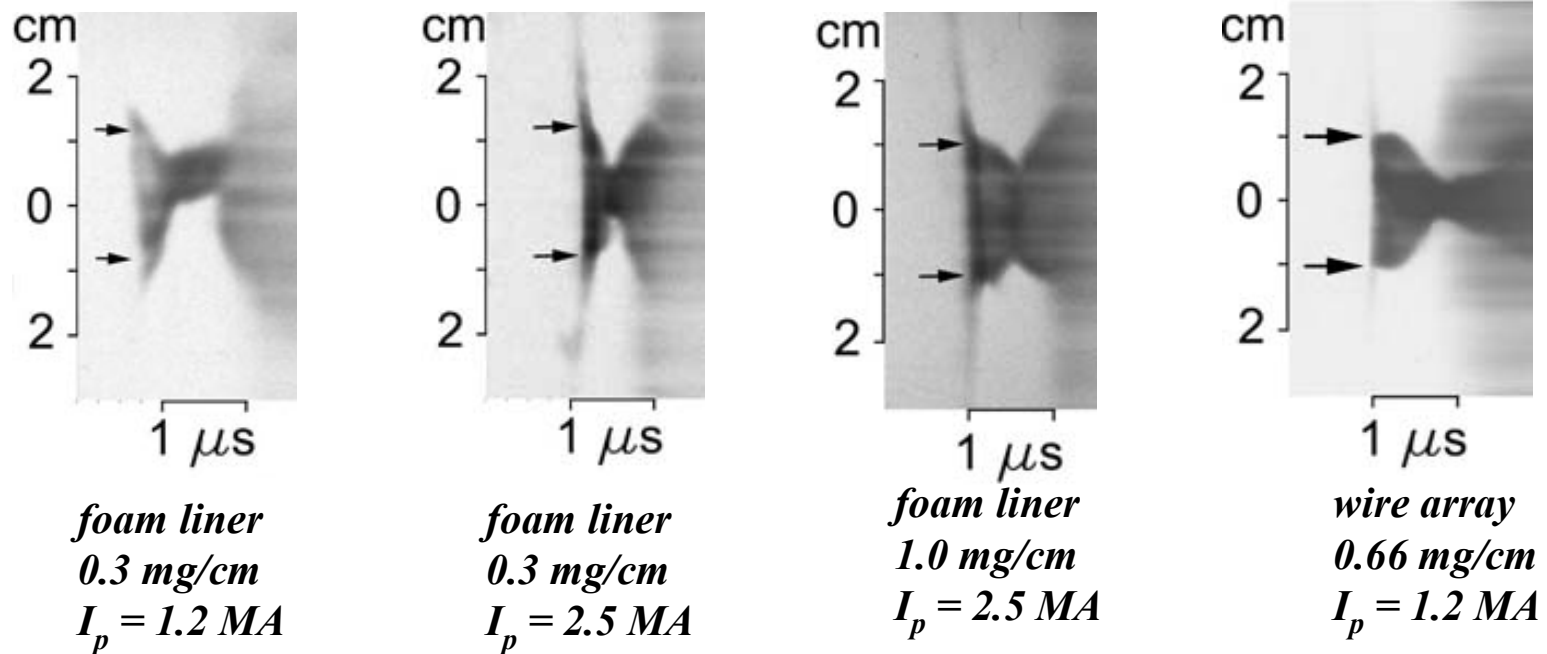 cm
2
0
2
1 μs
foam liner
0.3 mg/cm
I_p = 1.2 MA
cm
2
0
2
1 μs
foam liner
0.3 mg/cm
I_p = 2.5 MA
cm
2
0
2
1 μs
foam liner
1.0 mg/cm
I_p = 2.5 MA
cm
2
0
2
1 μs
wire array
0.66 mg/cm
I_p = 1.2 MA